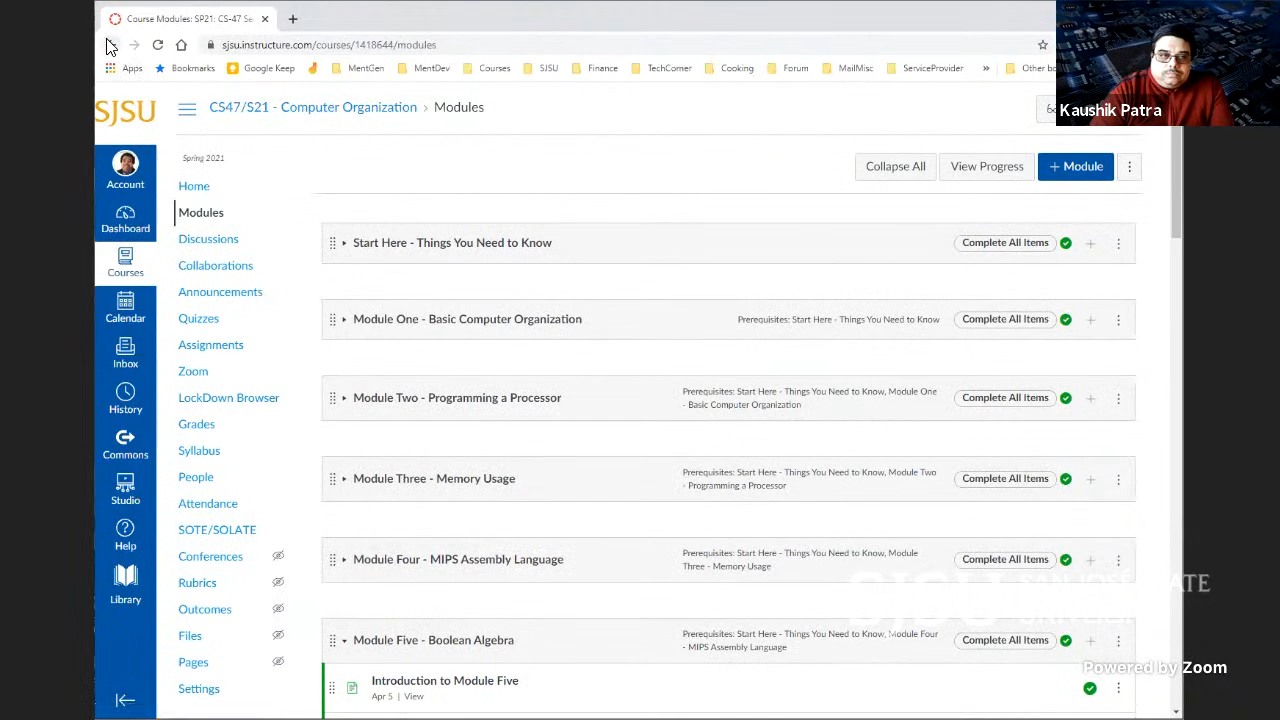 Course Modules: SP21: CS-47 Se
sjsu.instructure.com/courses/1418644/modules
Apps
Bookmarks
Google Keep
IntntGen
MentDev
Courses
SJSU
Finance
TechCorner
Cooking
Forum
MailMisc
ServiceProvider
Other bo
Kaushik Patra
SJSU
CS47/S21 - Computer Organization › Modules
Account
Dashboard
Courses
Calendar
Inbox
History
Commons
Studio
Help
Library
Spring 2021
Home
Modules
Discussions
Collaborations
Announcements
Quizzes
Assignments
Zoom
LockDown Browser
Grades
Syllabus
People
Attendance
SOTE/SOLATE
Conferences
Rubrics
Outcomes
Files
Pages
Settings
Collapse All
View Progress
+ Module
Start Here - Things You Need to Know
Complete All Items
Module One - Basic Computer Organization
Prerequisites: Start Here - Things You Need to Know
Complete All Items
Module Two - Programming a Processor
Prerequisites: Start Here - Things You Need to Know, Module One
- Basic Computer Organization
Complete All Items
Module Three - Memory Usage
Prerequisites: Start Here - Things You Need to Know, Module Two
- Programming a Processor
Complete All Items
Module Four - MIPS Assembly Language
Prerequisites: Start Here - Things You Need to Know, Module
Three - Memory Usage
Complete All Items
Module Five - Boolean Algebra
Prerequisites: Start Here - Things You Need to Know, Module Four
- MIPS Assembly Language
Complete All Items
Introduction Module Five
Apr 5 | View
Powered by Zoom